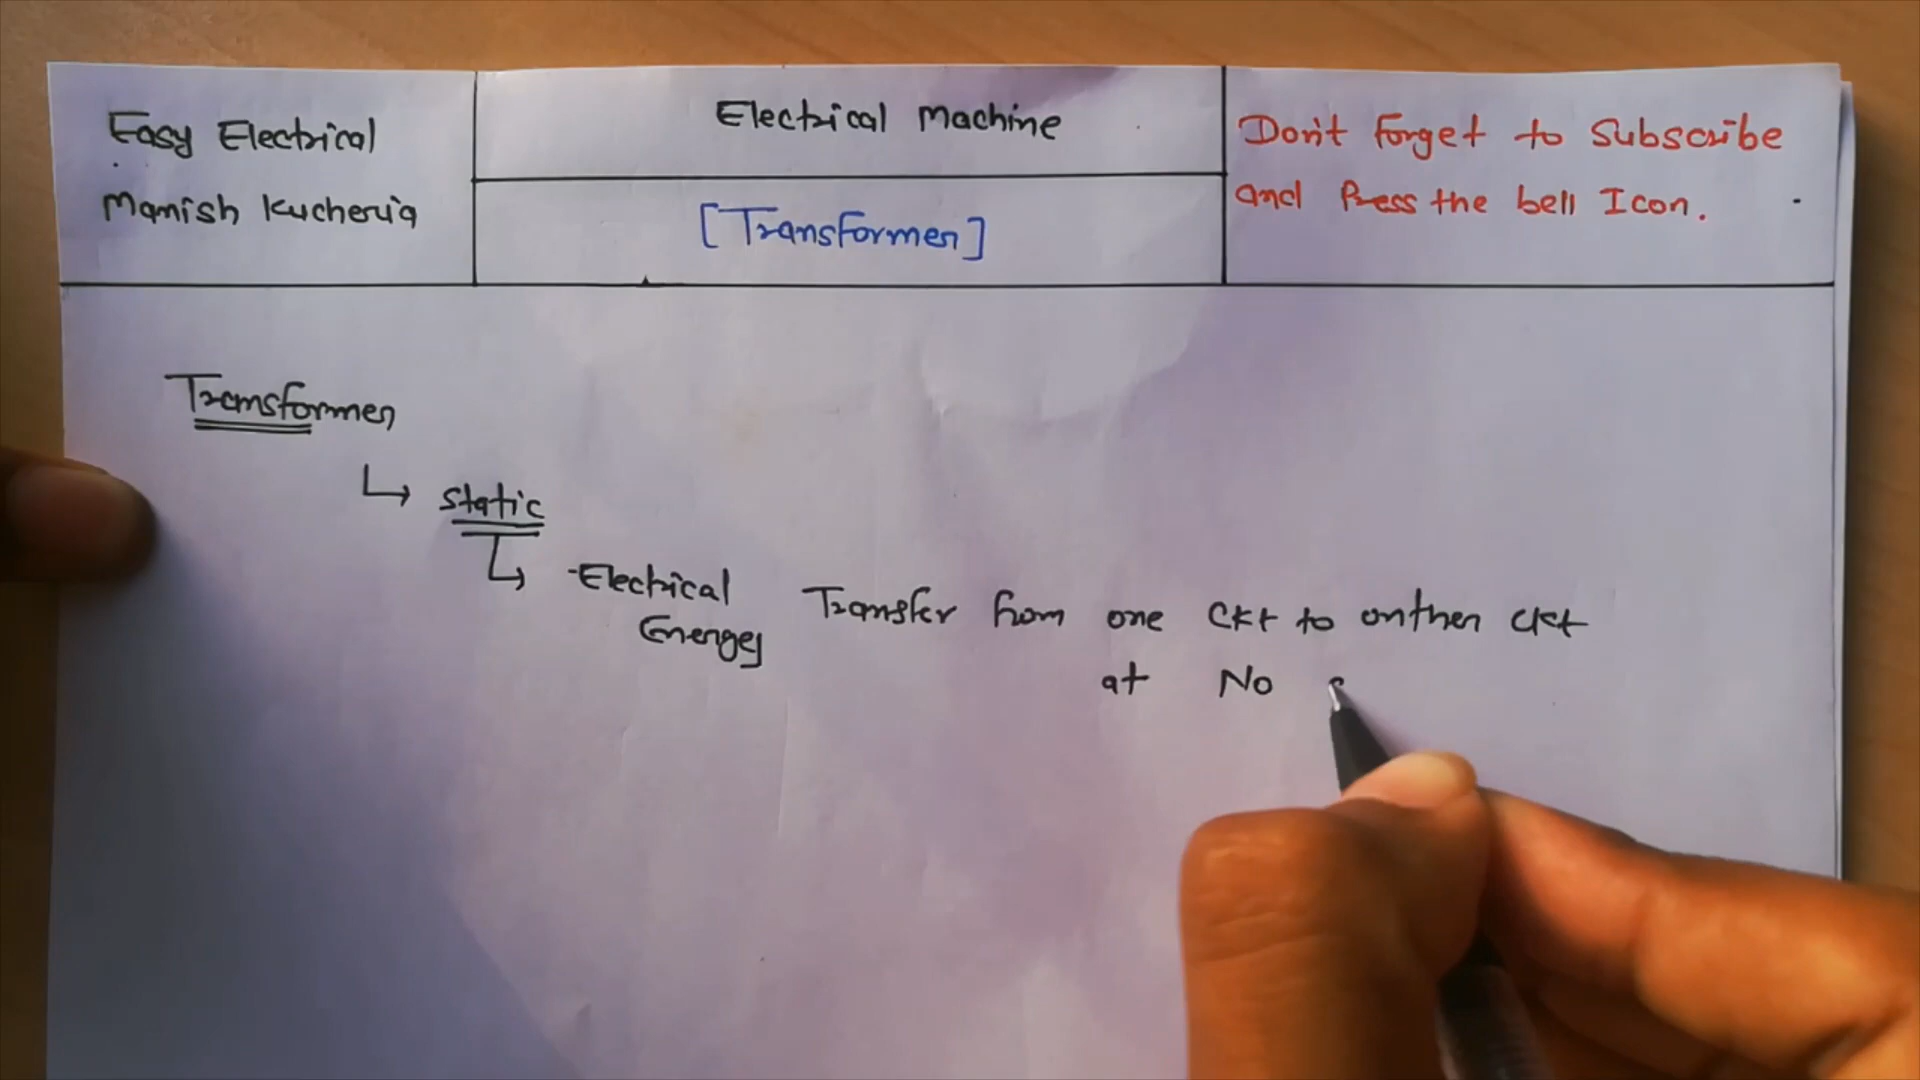 Easy Electrical
Manish Kucheria
Electrical Machine
[Transformer]
Don't forget to Subscribe
and Press the bell Icon.
Transformer
Static
Electrical Transfer from one Ckt to onther ckt
Energy
at No